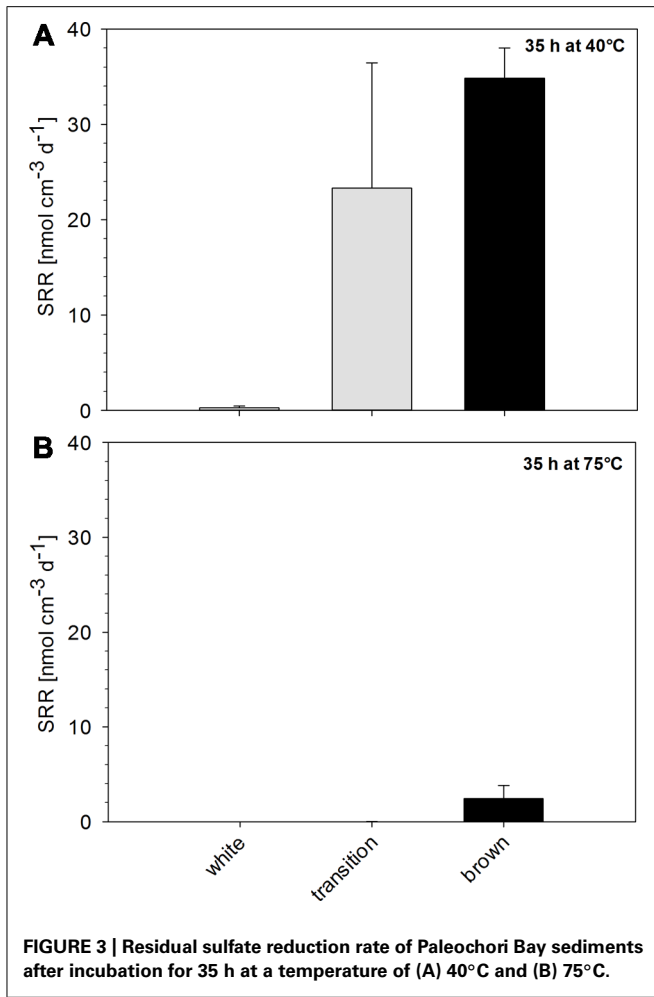 A
35 h at 40°C
SRR [nmol cm⁻³ d⁻¹]
40
30
20
10
0
B
35 h at 75°C
SRR [nmol cm⁻³ d⁻¹]
40
30
20
10
0
white
transition
brown
FIGURE 3 | Residual sulfate reduction rate of Paleochori Bay sediments
after incubation for 35 h at a temperature of (A) 40°C and (B) 75°C.